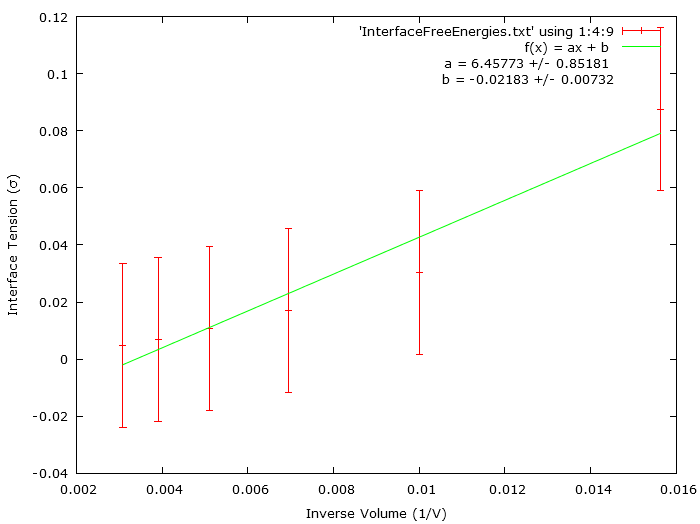 'InterfaceFreeEnergies.txt' using 1:4:9
f(x) = ax + b
a = 6.45773 +/- 0.85181
b = -0.02183 +/- 0.00732
0.12
0.1
0.08
0.06
0.04
0.02
0
-0.02
-0.04
Interface Tension (σ)
0.002 0.004 0.006 0.008 0.01 0.012 0.014 0.016
Inverse Volume (1/V)